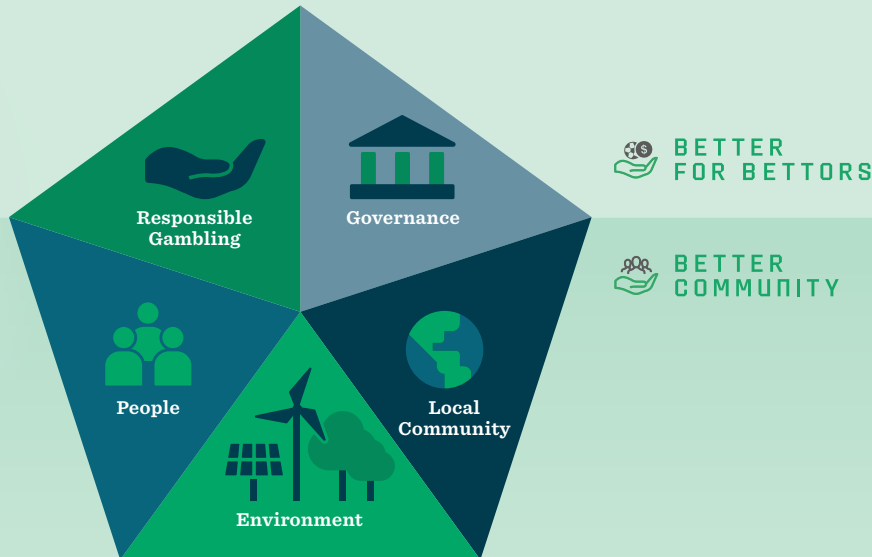 Responsible
Gambling
Governance
BETTER
FOR BETTORS
$
People
Local
Community
Environment
BETTER
COMMUNITY